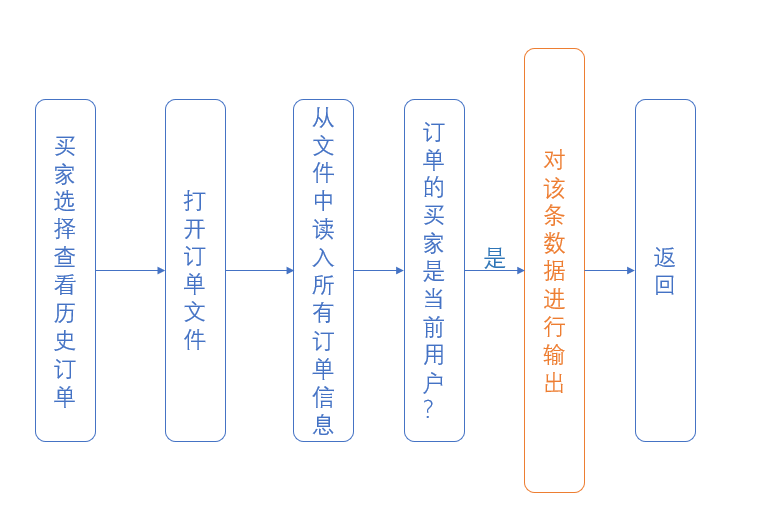 买家选择查看历史订单
打开订单文件
从文件中读入所有订单信息
订单的买家是当前用户？
是
对该条数据进行输出
返回